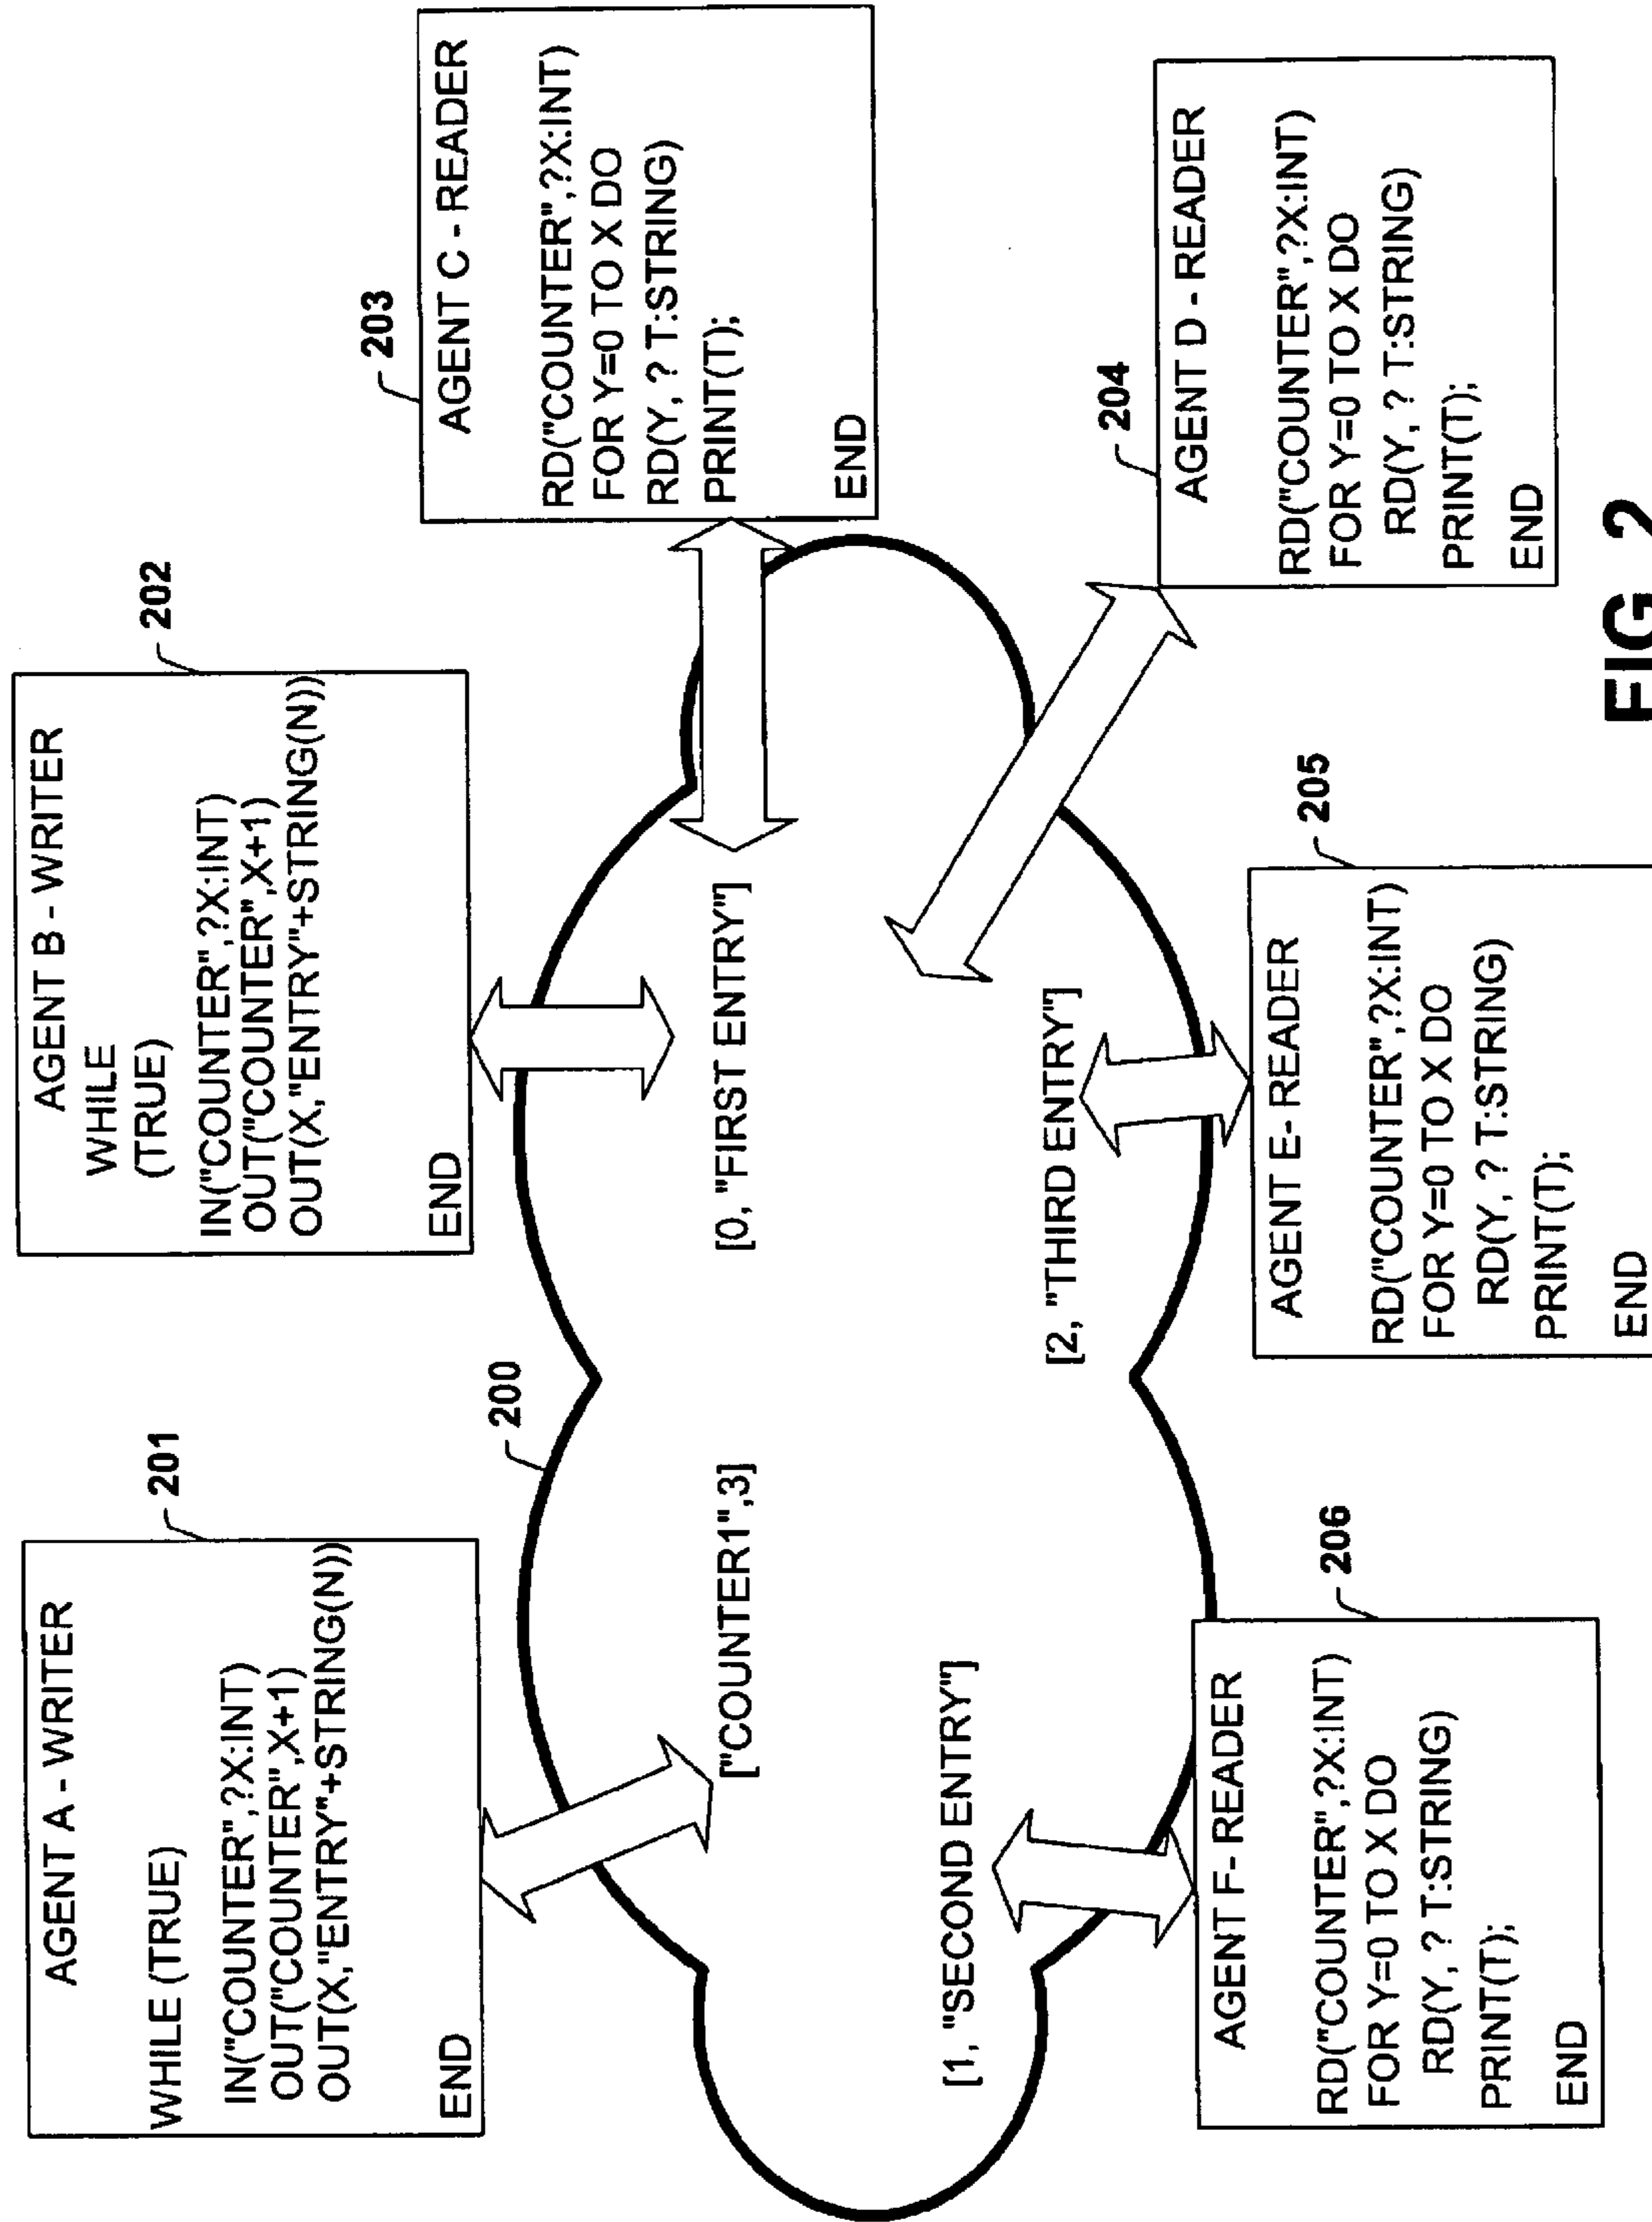 201
AGENT A - WRITER
WHILE (TRUE)
IN("COUNTER",?X:INT)
OUT("COUNTER",X+1)
OUT(X,"ENTRY"+STRING(N))
END
202
AGENT B - WRITER
WHILE
(TRUE)
IN("COUNTER",?X:INT)
OUT("COUNTER",X+1)
OUT(X,"ENTRY"+STRING(N))
END
203
AGENT C - READER
RD("COUNTER",?X:INT)
FOR Y=0 TO X DO
RD(Y, ? T:STRING)
PRINT(T);
END
200
["COUNTER1",3]
[0, "FIRST ENTRY"]
[1, "SECOND ENTRY"]
[2, "THIRD ENTRY"]
206
AGENT F- READER
RD("COUNTER",?X:INT)
FOR Y=0 TO X DO
RD(Y, ? T:STRING)
PRINT(T);
END
205
AGENT E- READER
RD("COUNTER",?X:INT)
FOR Y=0 TO X DO
RD(Y, ? T:STRING)
PRINT(T);
END
204
AGENT D - READER
RD("COUNTER",?X:INT)
FOR Y=0 TO X DO
RD(Y, ? T:STRING)
PRINT(T);
END
FIG 2